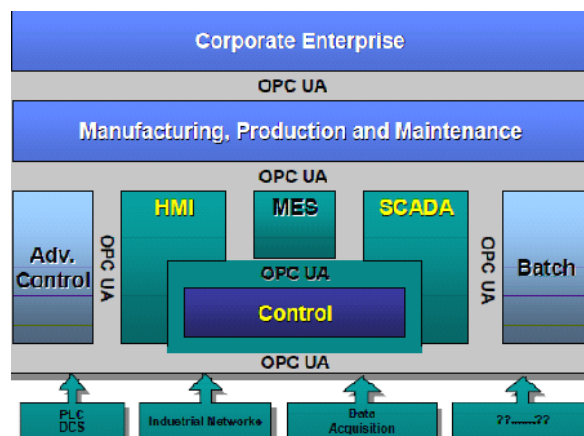 Corporate Enterprise
OPC UA
Manufacturing, Production and Maintenance
OPC UA
HMI
MES
SCADA
Adv.
Control
OPC UA
OPC UA
Control
OPC UA
Batch
OPC UA
PLC
DCS
Industrial Networks
Data
Acquisition
??.......??